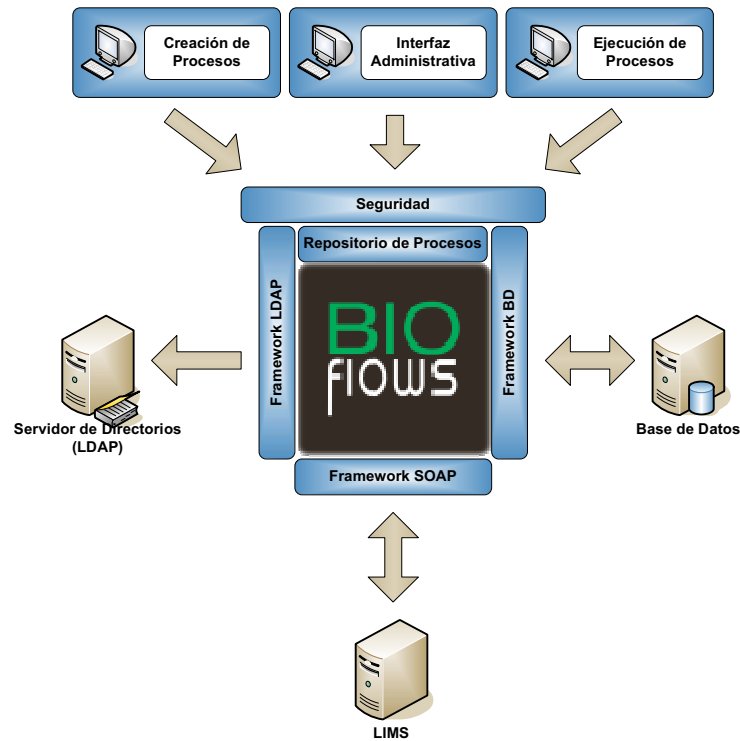 Creación de
Procesos
Interfaz
Administrativa
Ejecución de
Procesos
Seguridad
Repositorio de Procesos
Framework LDAP
BIO
flows
Framework BD
Servidor de Directorios
(LDAP)
Base de Datos
Framework SOAP
LIMS